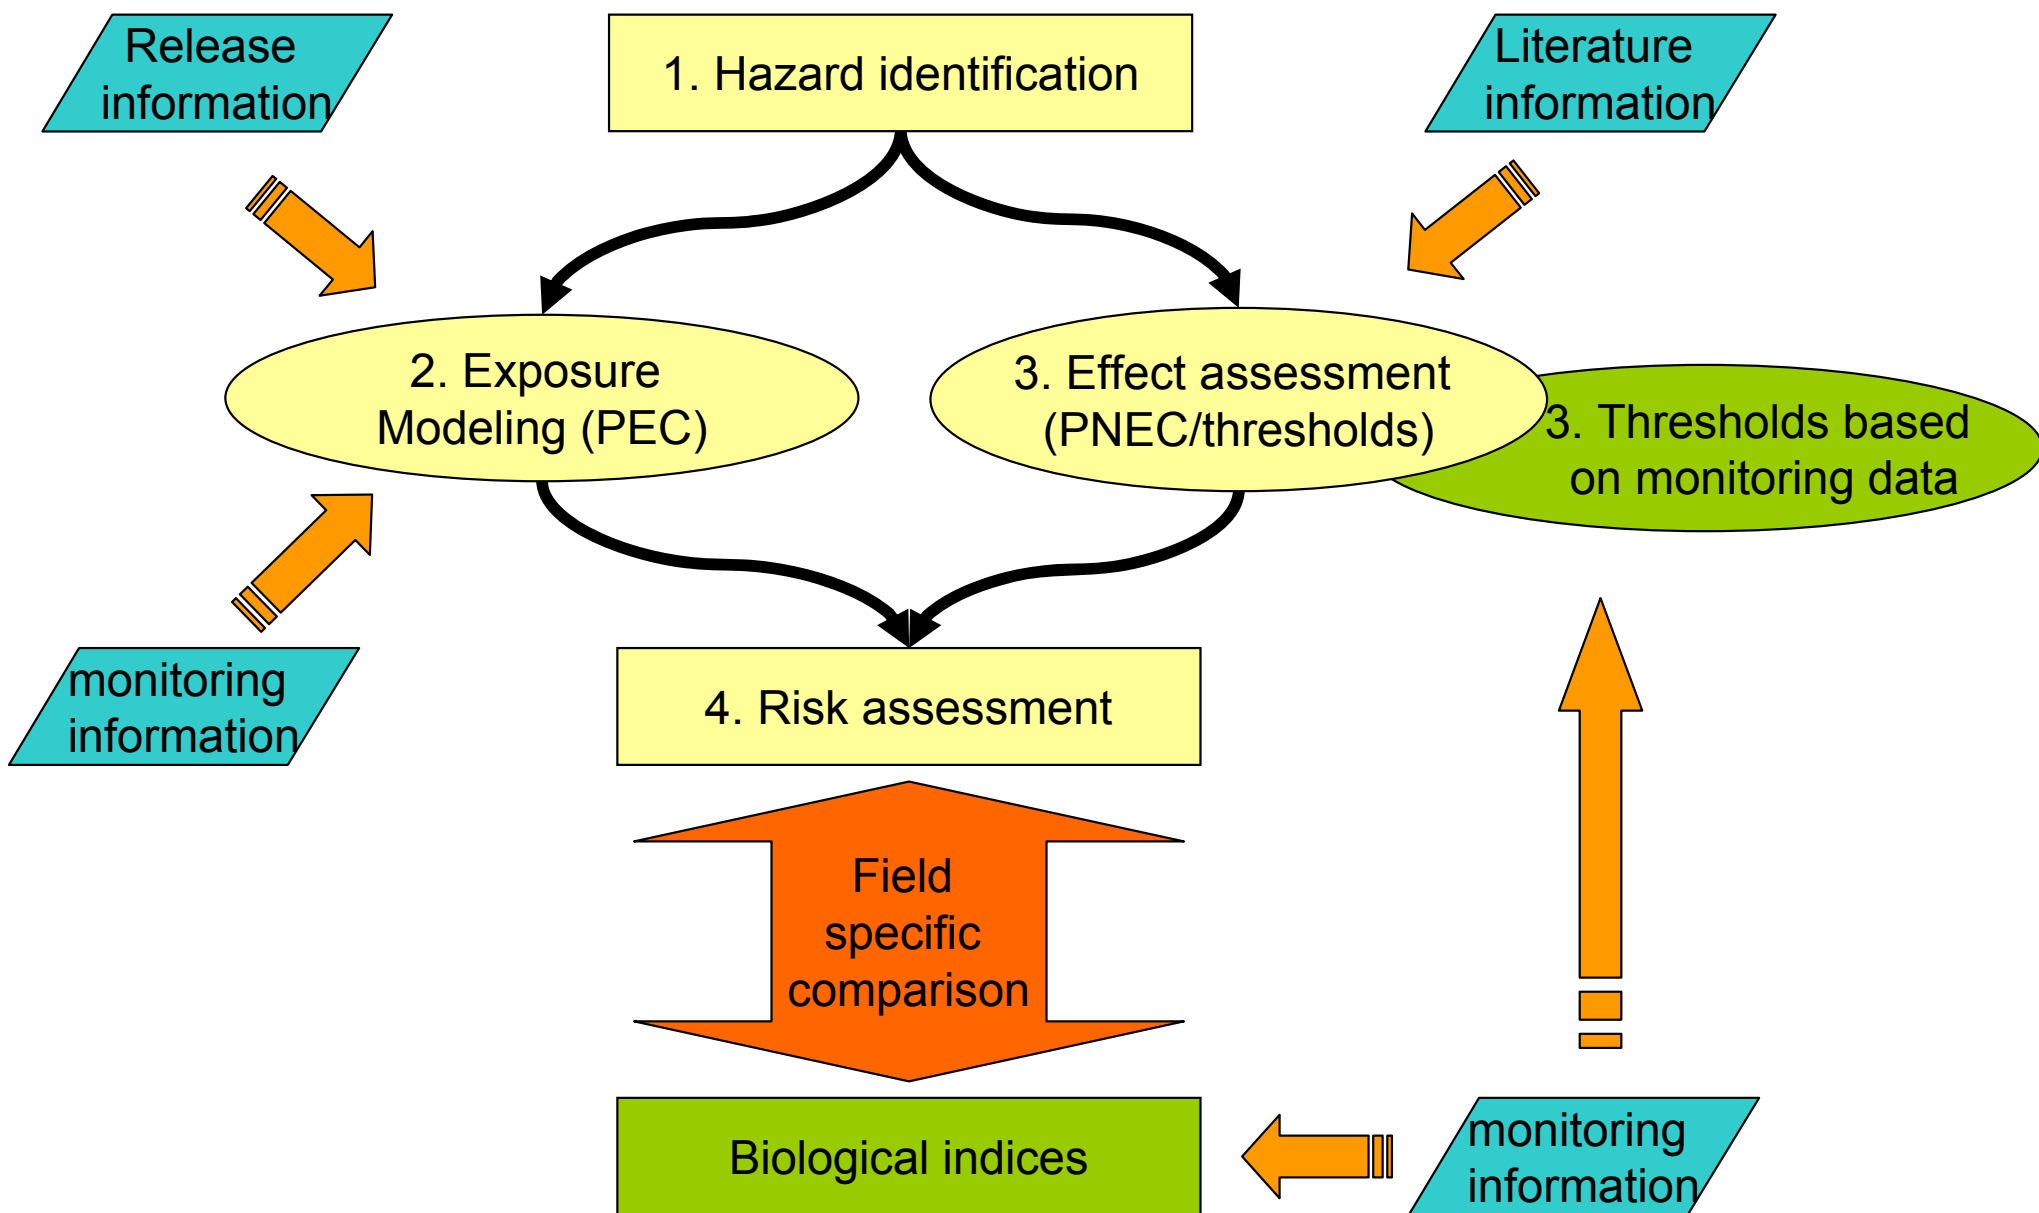 Release
information
1. Hazard identification
Literature
information
2. Exposure
Modeling (PEC)
3. Effect assessment
(PNEC/thresholds)
3. Thresholds based
on monitoring data
monitoring
information
4. Risk assessment
Field
specific
comparison
Biological indices
monitoring
information